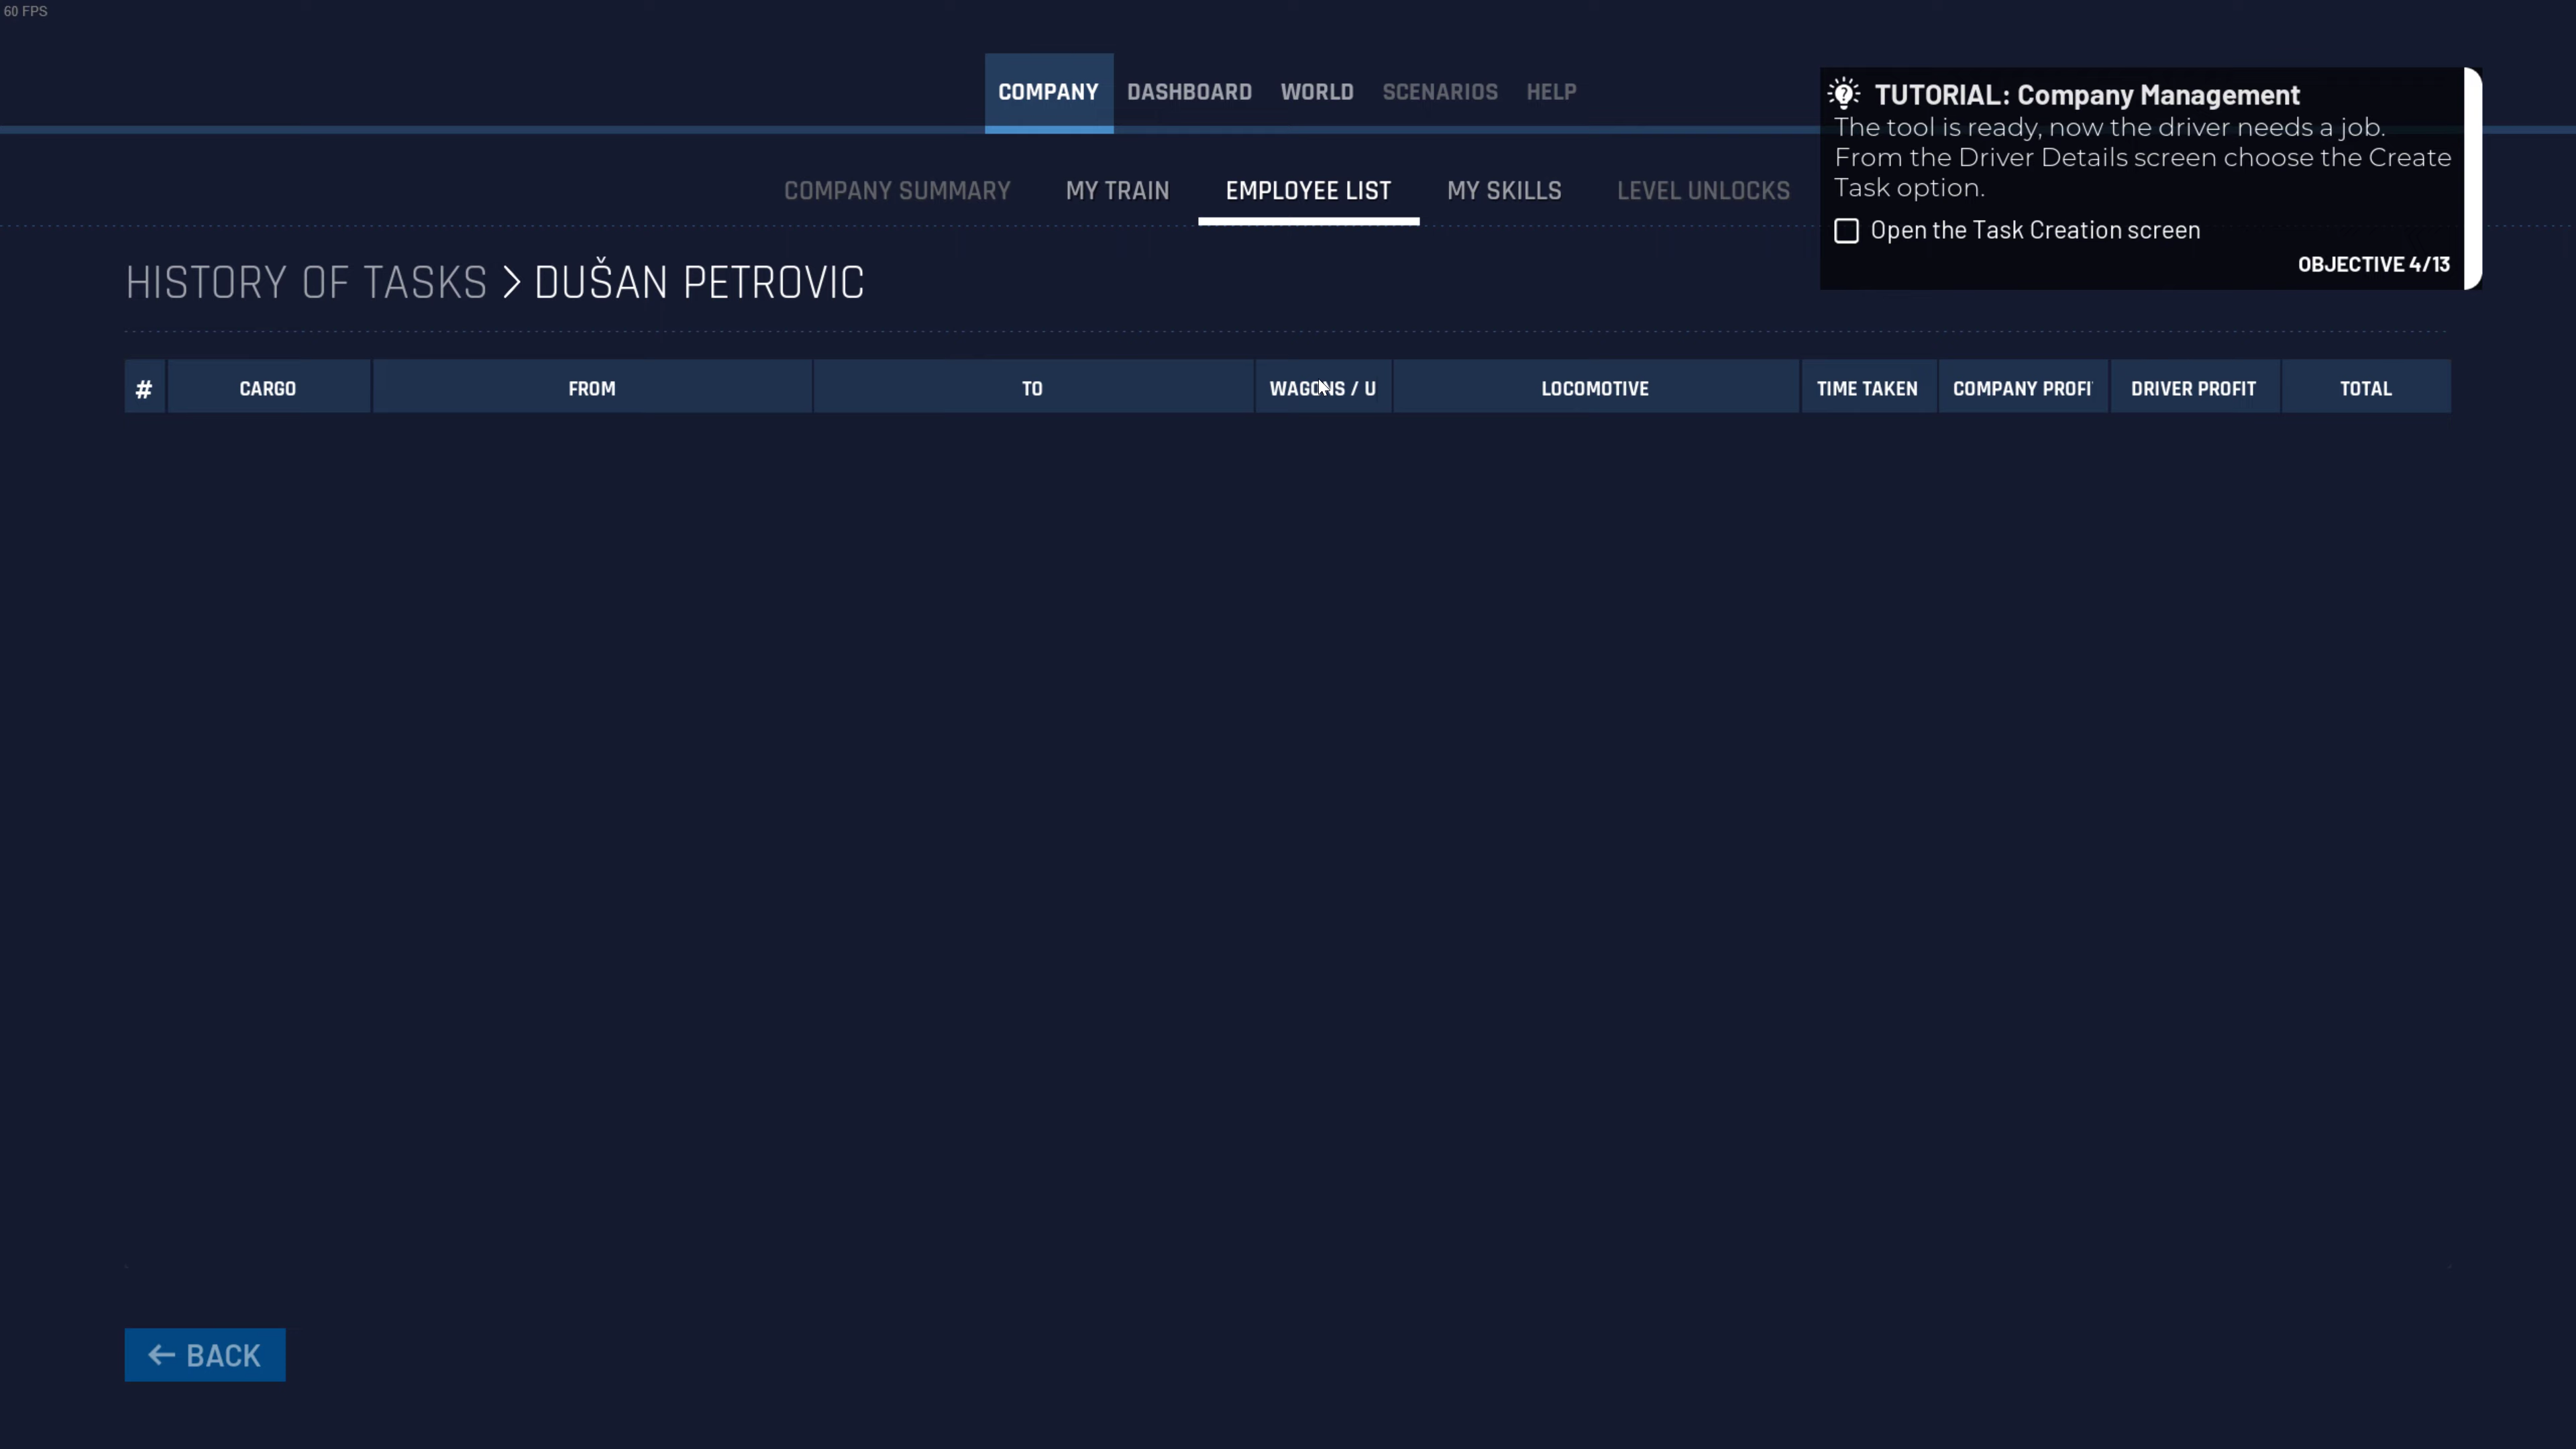 60 FPS
COMPANY DASHBOARD WORLD SCENARIOS HELP
TUTORIAL: Company Management
The tool is ready, now the driver needs a job.
From the Driver Details screen choose the Create
Task option.
Open the Task Creation screen
OBJECTIVE 4/13
COMPANY SUMMARY MY TRAIN EMPLOYEE LIST MY SKILLS LEVEL UNLOCKS
HISTORY OF TASKS > DUŠAN PETROVIC
# CARGO FROM TO WAGONS / U LOCOMOTIVE TIME TAKEN COMPANY PROFI DRIVER PROFIT TOTAL
← BACK